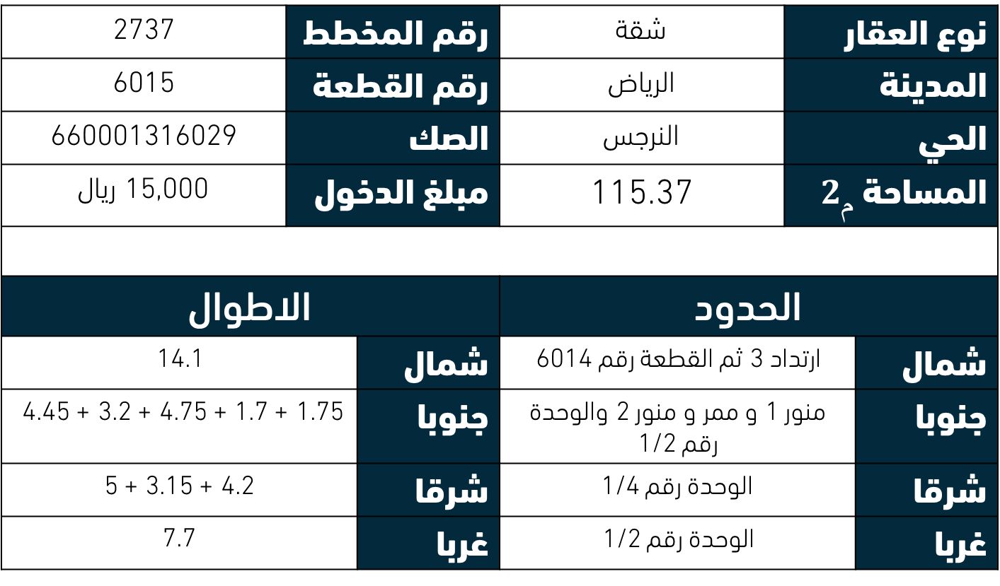 نوع العقار شقة رقم المخطط 2737
المدينة الرياض رقم القطعة 6015
الحي النرجس الصك 660001316029
المساحة م2 115.37 مبلغ الدخول 15,000 ريال
الحدود الاطوال
شمال ارتداد 3 ثم القطعة رقم 6014 شمال 14.1
جنوبا منور 1 و ممر و منور 2 والوحدة جنوبا 4.45 + 3.2 + 4.75 + 1.7 + 1.75
رقم 1/2
شرقا الوحدة رقم 1/4 شرقا 5 + 3.15 + 4.2
غربا الوحدة رقم 1/2 غربا 7.7